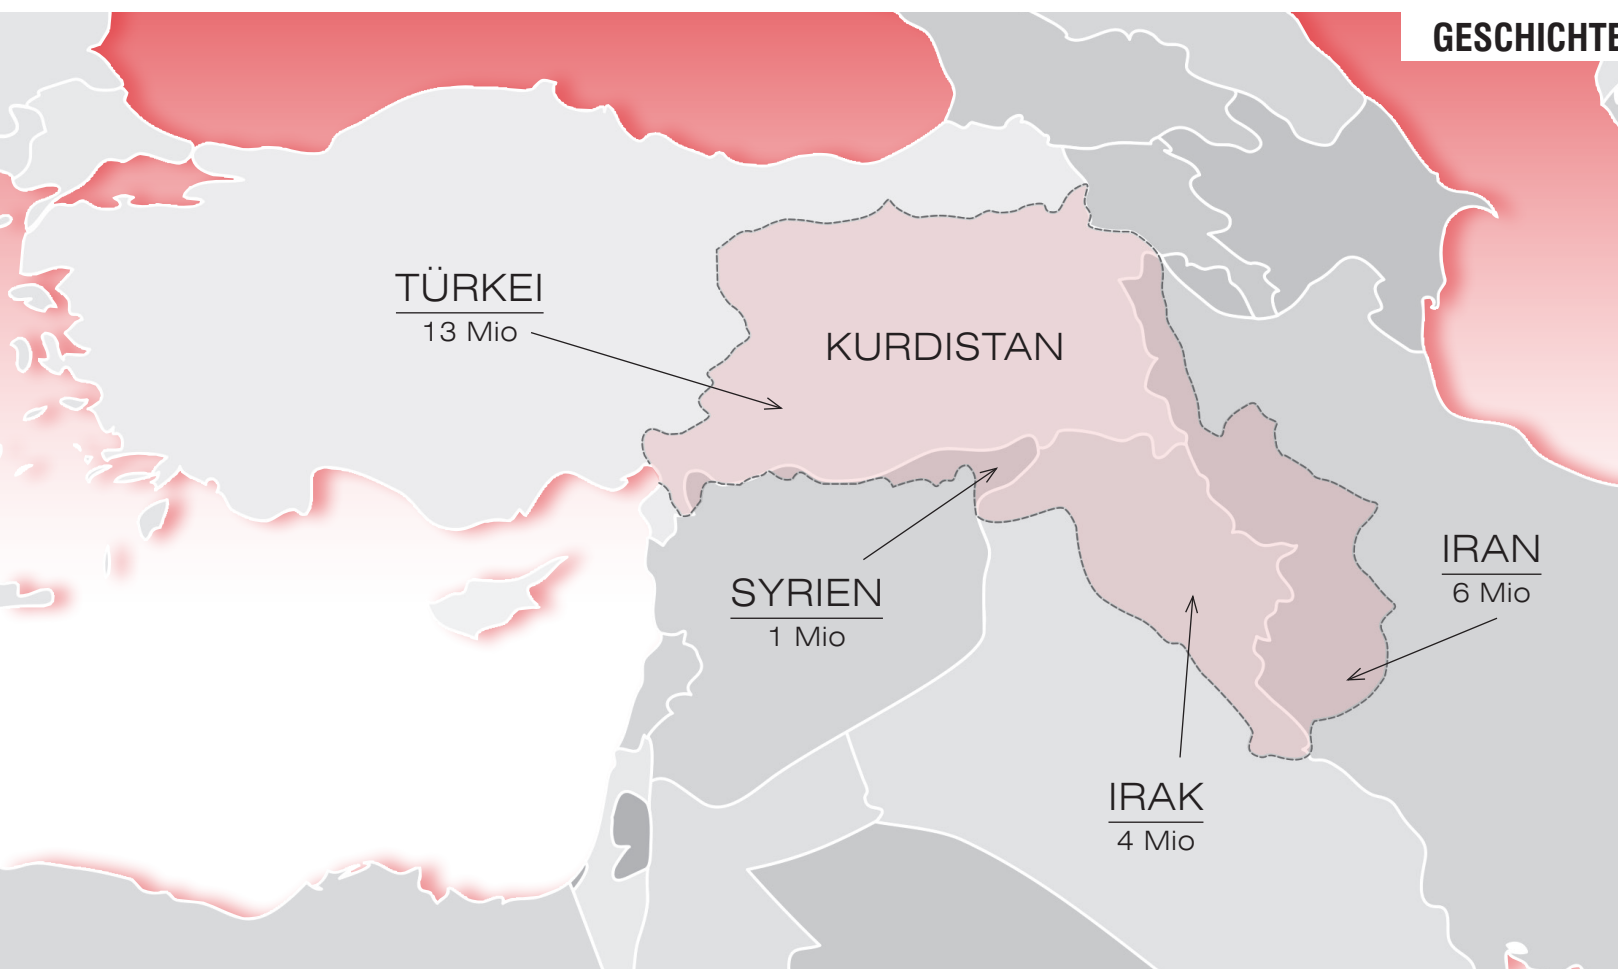 GESCHICHTE
TÜRKEI
13 Mio
KURDISTAN
SYRIEN
1 Mio
IRAN
6 Mio
IRAK
4 Mio